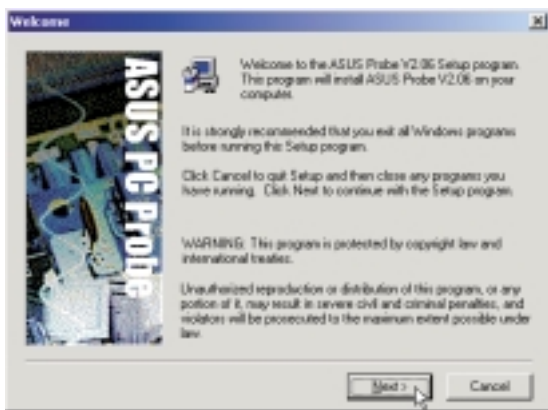 Welcome
ASUS PC Probe
Welcome to the ASUS Probe V2.06 Setup program.
This program will install ASUS Probe V2.06 on your
computer.
It is strongly recommended that you exit all Windows programs
before running this Setup program.
Click Cancel to quit Setup and then close any programs you
have running. Click Next to continue with the Setup program.
WARNING: This program is protected by copyright law and
international treaties.
Unauthorized reproduction or distribution of this program, or any
portion of it, may result in severe civil and criminal penalties, and
violators will be prosecuted to the maximum extent possible under
law.
Next >
Cancel